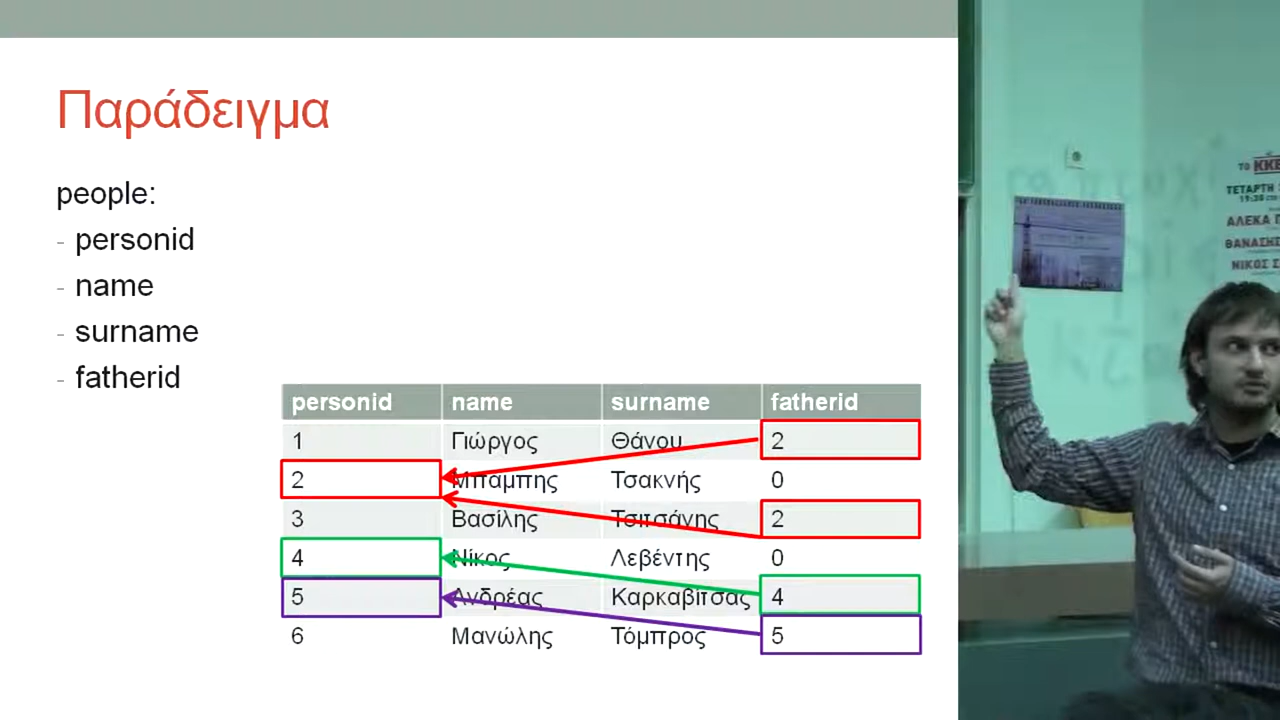 Παράδειγμα
people:
- personid
- name
- surname
- fatherid
personid name surname fatherid
1 Γιώργος Θάνου 2
2 Μπάμπης Τσακνής 0
3 Βασίλης Τσιτσάνης 2
4 Νίκος Λεβέντης 0
5 Ανδρέας Καρκαβίτσας 4
6 Μανώλης Τόμπρος 5
ΤΟ ΚΚΕ
ΤΕΤΑΡΤΗ
19:30
ΑΛΕΚΑ
ΘΑΝΑΣΗΣ
ΝΙΚΟΣ